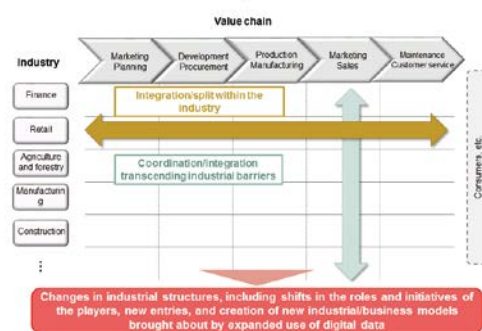 Value chain
Industry
Marketing
Planning
Development
Procurement
Production
Manufacturing
Marketing
Sales
Maintenance
Customer service
Finance
Integration/split within the
industry
Retail
Agriculture
and forestry
Coordination/integration
transcending industrial barriers
Manufacturin
g
Construction
⋮
Consumers, etc.
Changes in industrial structures, including shifts in the roles and initiatives of
the players, new entries, and creation of new industrial/business models
brought about by expanded use of digital data